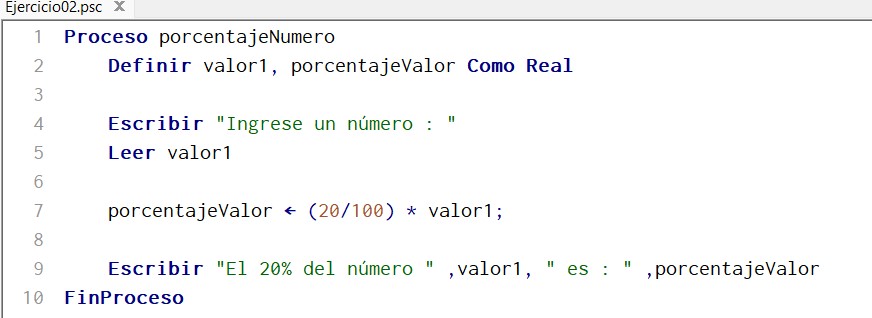 Ejercicio02.psc X
1 Proceso porcentajeNumero
2 Definir valor1, porcentajeValor Como Real
3
4 Escribir "Ingrese un número : "
5 Leer valor1
6
7 porcentajeValor ← (20/100) * valor1;
8
9 Escribir "El 20% del número " ,valor1, " es : " ,porcentajeValor
10 FinProceso